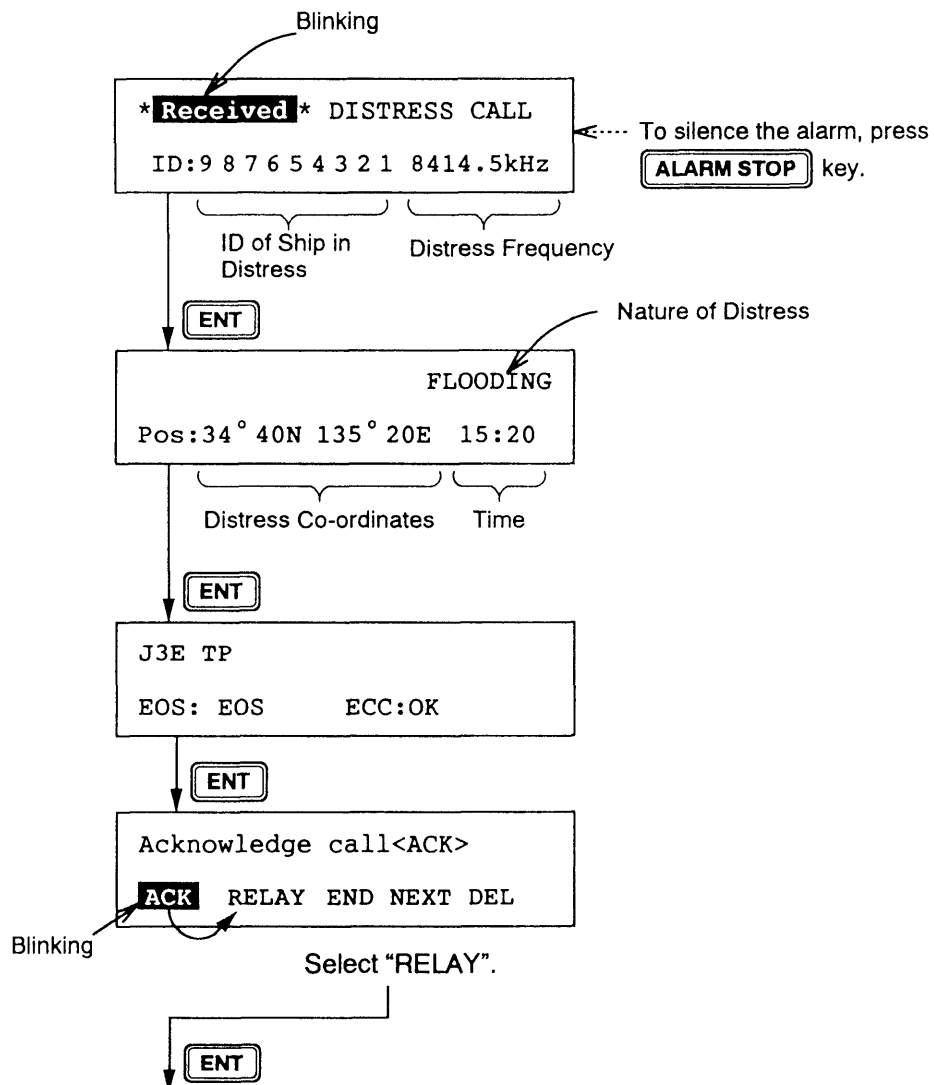 Blinking
*Received* DISTRESS CALL
ID:9 8 7 6 5 4 3 2 1 8414.5kHz
To silence the alarm, press
ALARM STOP key.
ID of Ship in
Distress
Distress Frequency
ENT
Nature of Distress
FLOODING
Pos:34°40N 135°20E 15:20
Distress Co-ordinates Time
ENT
J3E TP
EOS: EOS ECC:OK
ENT
Acknowledge call<ACK>
ACK RELAY END NEXT DEL
Blinking
Select “RELAY”.
ENT